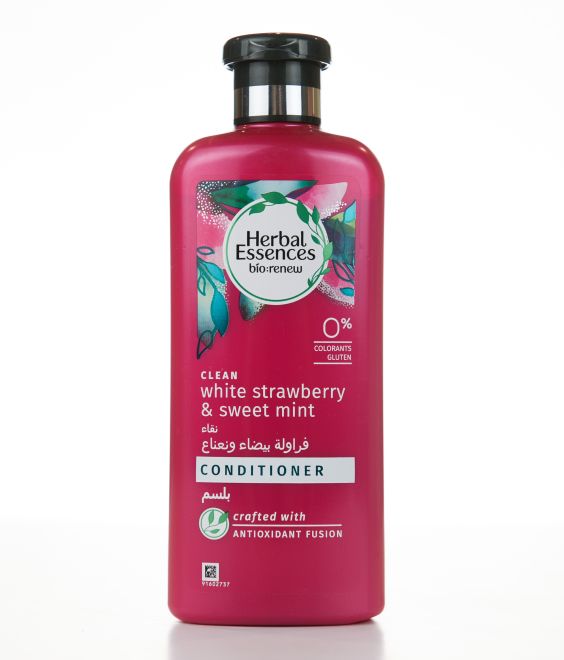 Herbal
Essences
bio:renew
0%
COLORANTS
GLUTEN
CLEAN
white strawberry
& sweet mint
نقاء
فراولة بيضاء ونعناع
CONDITIONER
بلسم
crafted with
ANTIOXIDANT FUSION
91602737